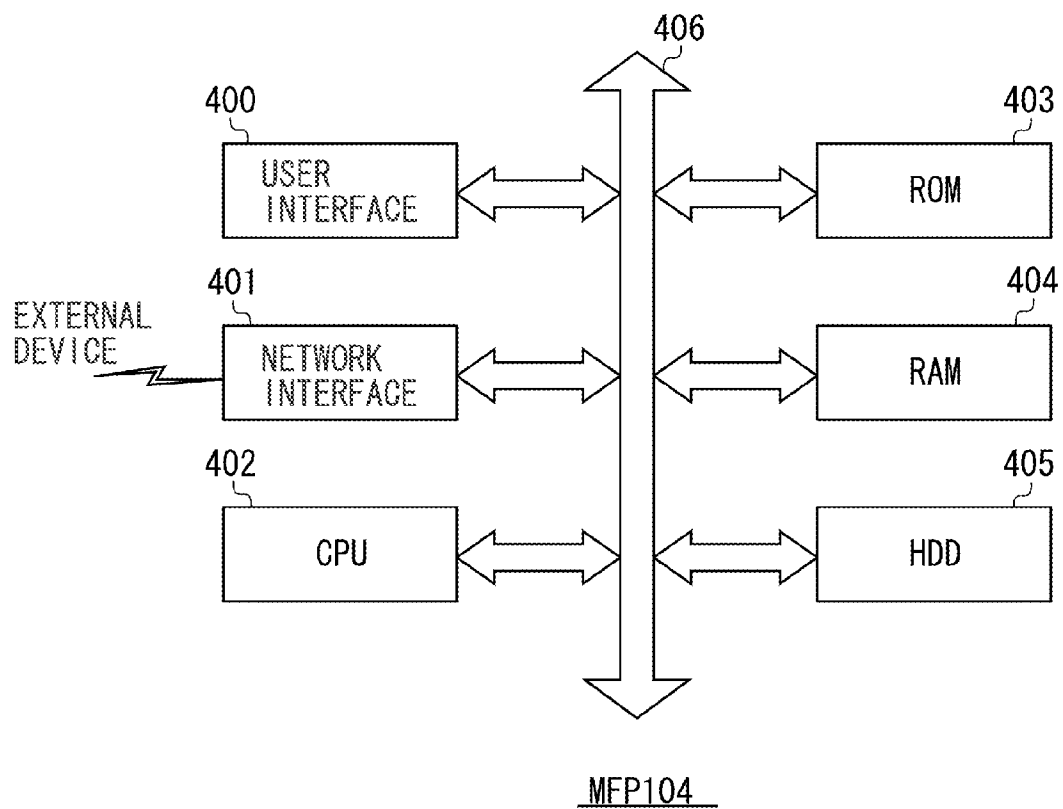 406
400
USER
INTERFACE
403
ROM
EXTERNAL
DEVICE
401
NETWORK
INTERFACE
404
RAM
402
CPU
405
HDD
MFP104